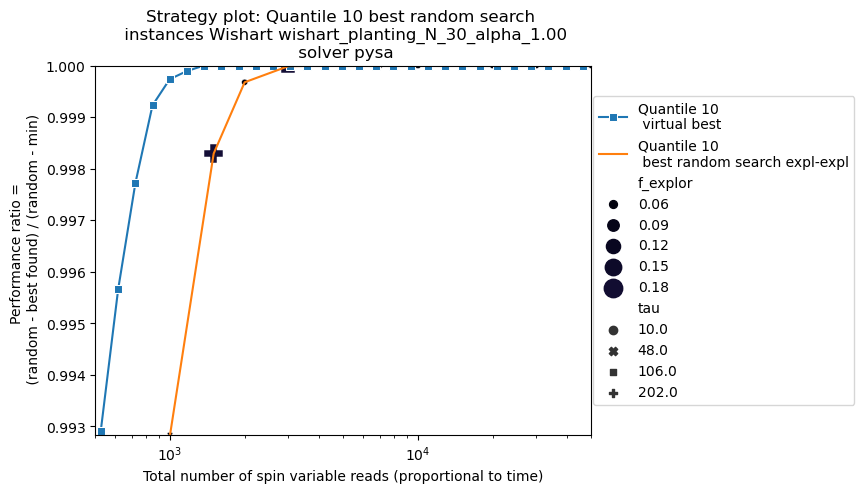 Strategy plot: Quantile 10 best random search
instances Wishart wishart_planting_N_30_alpha_1.00
solver pysa
1.000
0.999
0.998
0.997
0.996
0.995
0.994
0.993
Performance ratio =
(random - best found) / (random - min)
10^3
10^4
Total number of spin variable reads (proportional to time)
Quantile 10
virtual best
Quantile 10
best random search expl-expl
f_explor
0.06
0.09
0.12
0.15
0.18
tau
10.0
48.0
106.0
202.0